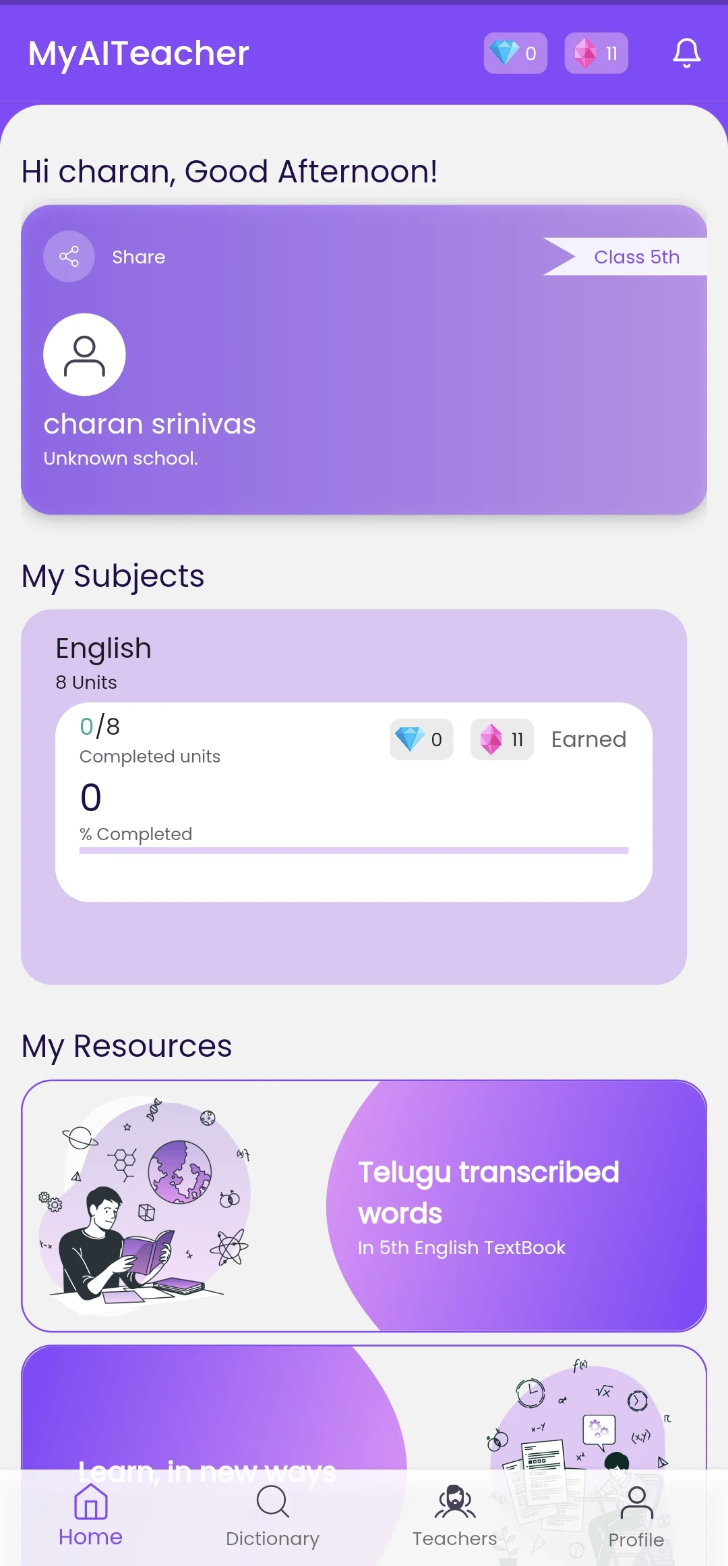 MyAITeacher
0
11
Hi charan, Good Afternoon!
Share
Class 5th
charan srinivas
Unknown school.
My Subjects
English
8 Units
0/8
Completed units
0
11
Earned
0
% Completed
My Resources
Telugu transcribed
words
In 5th English TextBook
f(x)
√x
x-y
(x,y)
Learn, in new ways
Home
Dictionary
Teachers
Profile